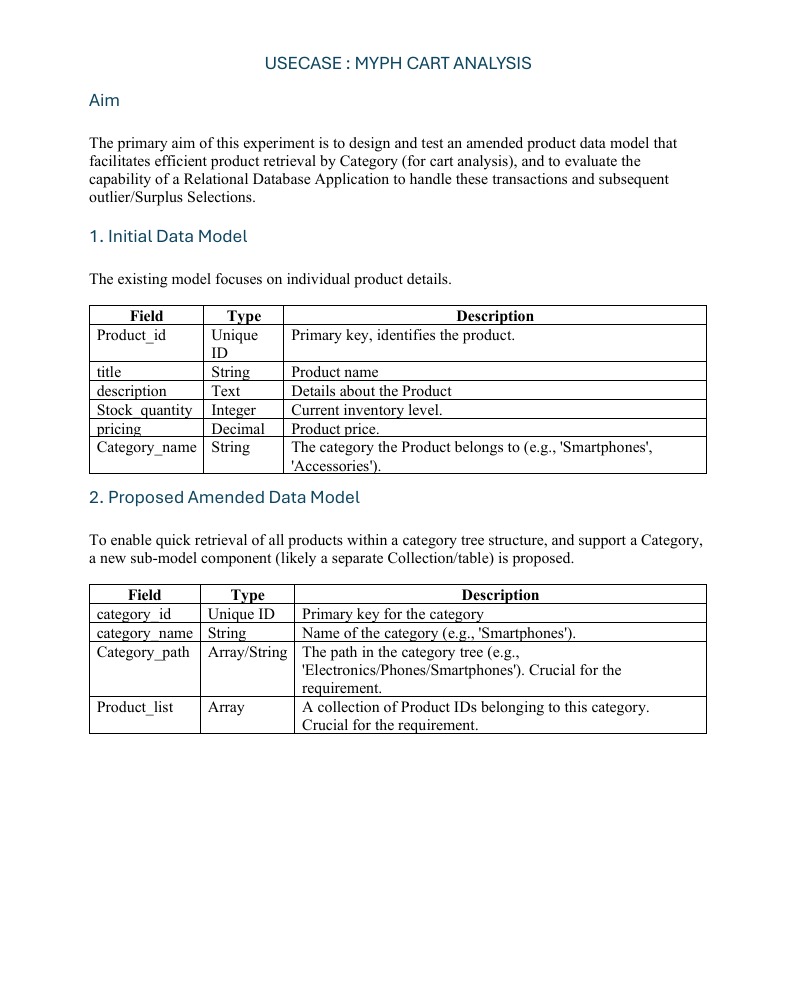 USECASE : MYPH CART ANALYSIS
Aim
The primary aim of this experiment is to design and test an amended product data model that
facilitates efficient product retrieval by Category (for cart analysis), and to evaluate the
capability of a Relational Database Application to handle these transactions and subsequent
outlier/Surplus Selections.
1. Initial Data Model
The existing model focuses on individual product details.
Field Type Description
Product_id Unique Primary key, identifies the product.
ID
title String Product name
description Text Details about the Product
Stock_quantity Integer Current inventory level.
pricing Decimal Product price.
Category_name String The category the Product belongs to (e.g., 'Smartphones',
'Accessories').
2. Proposed Amended Data Model
To enable quick retrieval of all products within a category tree structure, and support a Category,
a new sub-model component (likely a separate Collection/table) is proposed.
Field Type Description
category_id Unique ID Primary key for the category
category_name String Name of the category (e.g., 'Smartphones').
Category_path Array/String The path in the category tree (e.g.,
'Electronics/Phones/Smartphones'). Crucial for the
requirement.
Product_list Array A collection of Product IDs belonging to this category.
Crucial for the requirement.